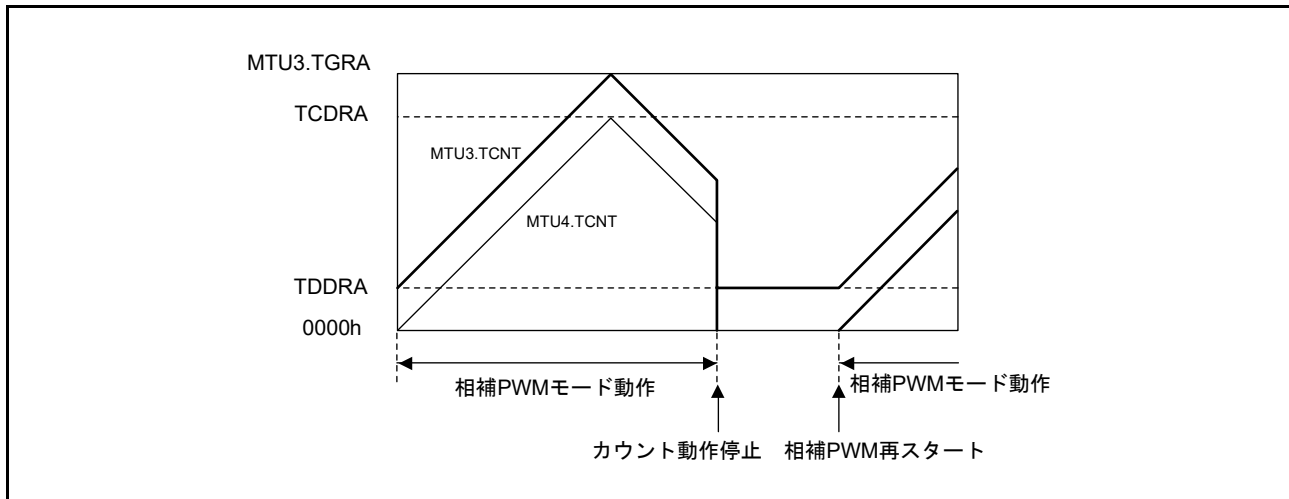 MTU3.TGRA
TCDRA
MTU3.TCNT
MTU4.TCNT
TDDRA
0000h
相補PWMモード動作
相補PWMモード動作
カウント動作停止
相補PWM再スタート